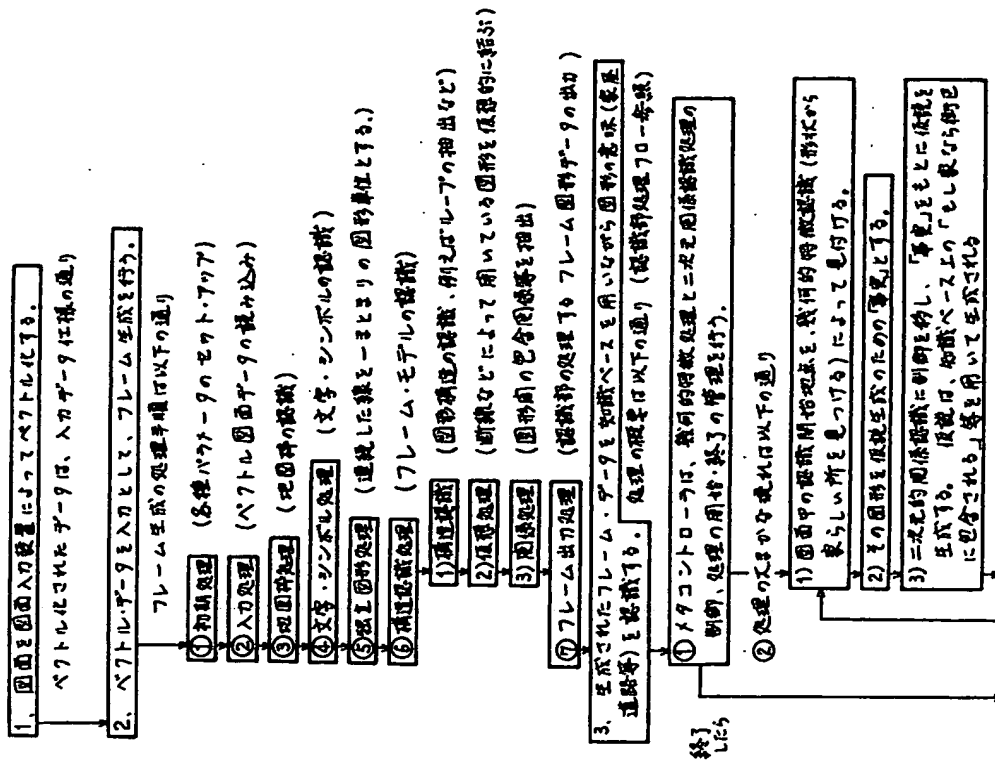 1. 図面を図面入力装置によってベクトル化する。
ベクトル化されたデータは、入力データ仕様の通り
2. ベクトルデータを入力として、フレーム生成を行う。
フレーム生成の処理手順は以下の通り
①初期処理 (各種パラメータのセット・アップ)
②入力処理 (ベクトル図面データの読み込み)
③地図枠処理 (地図枠の認識)
④文字・シンボル処理 (文字・シンボルの認識)
⑤独立図形処理 (連続した線を一まとまりの図形単位とする。)
⑥構造認識処理 (フレーム・モデルの認識)
1)構造認識 (図形構造の認識、例えばループの抽出など)
2)仮想処理 (断線などによって開いている図形を仮想的に結ぶ)
3)関係処理 (図形間の包含関係等を抽出)
⑦フレーム出力処理 (認識部の処理するフレーム図形データの出力)
3. 生成されたフレーム・データを知識ベースを用いながら図形の意味(家屋
道路等)を認識する。 処理の概要は以下の通り (認識部処理フロー参照)
①メタコントローラは、幾何的特徴処理と二次元関係認識処理の
制御、処理の開始・終了の管理を行う。
終了
したら
②処理の大まかな流れは以下の通り
1) 図面中の認識開始地点を、幾何的特徴認識 (形状から
家らしい所を見つける) によって見付ける。
2) その図形を仮説生成のための「事実」とする。
3) 二次元的関係認識に制御を移し、「事実」をもとに仮説を
生成する。 仮説は、知識ベース上の「もし家なら街区
に包含される」等を用いて生成される